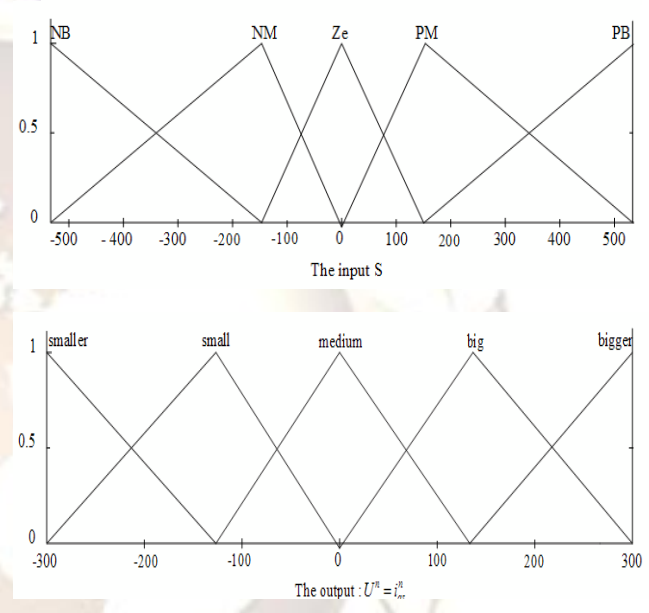 NB NM Ze PM PB
1
0.5
0
-500 - 400 -300 -200 -100 0 100 200 300 400 500
The input S
smaller small medium big bigger
1
0.5
0
-300 -200 -100 0 100 200 300
The output : Uⁿ = iⁿ